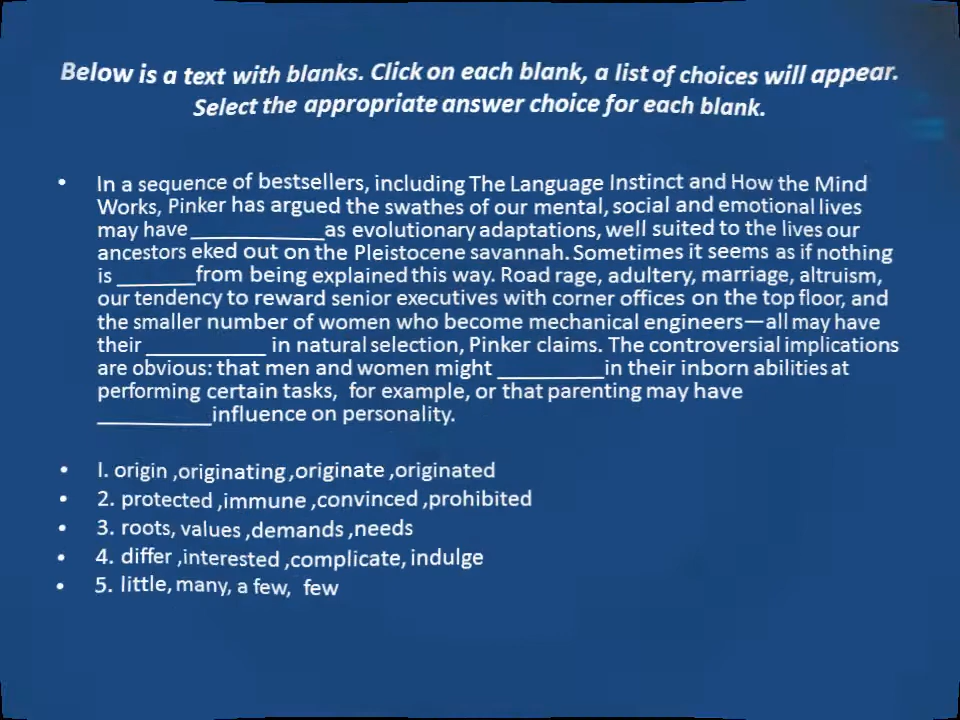 Below is a text with blanks. Click on each blank, a list of choices will appear.
Select the appropriate answer choice for each blank.
• In a sequence of bestsellers, including The Language Instinct and How the Mind
Works, Pinker has argued the swathes of our mental, social and emotional lives
may have ____________ as evolutionary adaptations, well suited to the lives our
ancestors eked out on the Pleistocene savannah. Sometimes it seems as if nothing
is _______ from being explained this way. Road rage, adultery, marriage, altruism,
our tendency to reward senior executives with corner offices on the top floor, and
the smaller number of women who become mechanical engineers—all may have
their ___________ in natural selection, Pinker claims. The controversial implications
are obvious: that men and women might __________ in their inborn abilities at
performing certain tasks, for example, or that parenting may have
__________ influence on personality.
• I. origin ,originating ,originate ,originated
• 2. protected ,immune ,convinced ,prohibited
• 3. roots, values ,demands ,needs
• 4. differ ,interested ,complicate, indulge
• 5. little, many, a few, few